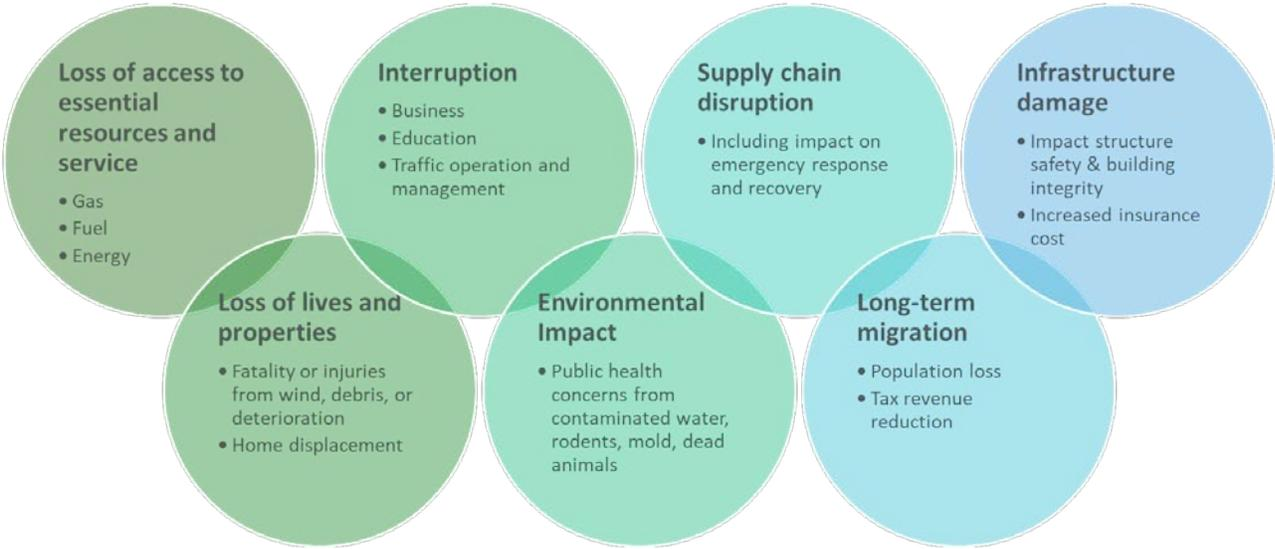 Loss of access to
essential
resources and
service
• Gas
• Fuel
• Energy
Loss of lives and
properties
• Fatality or injuries
from wind, debris, or
deterioration
• Home displacement
Interruption
• Business
• Education
• Traffic operation and
management
Environmental
Impact
• Public health
concerns from
contaminated water,
rodents, mold, dead
animals
Supply chain
disruption
• Including impact on
emergency response
and recovery
Long-term
migration
• Population loss
• Tax revenue
reduction
Infrastructure
damage
• Impact structure
safety & building
integrity
• Increased insurance
cost